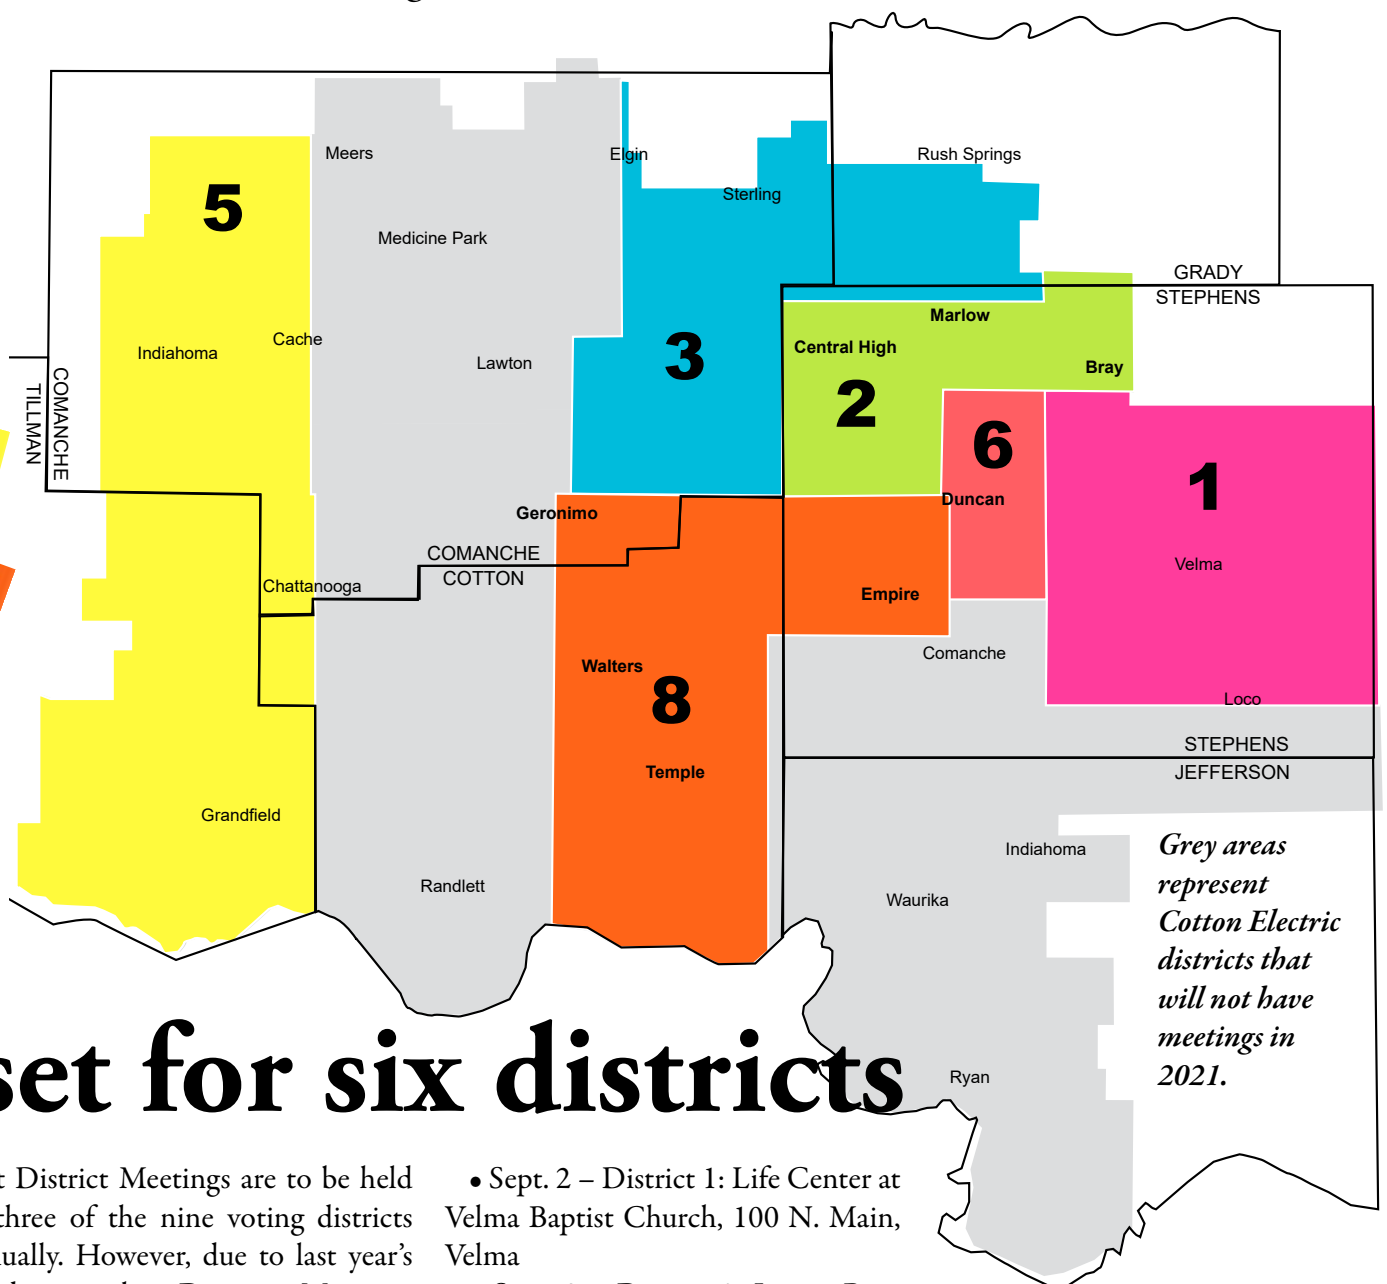 Meers
Elgin
Rush Springs
5
Sterling
Medicine Park
GRADY
STEPHENS
Marlow
Cache
Central High
Indiahoma
3
Lawton
Bray
2
COMANCHE
TILLMAN
6
1
Duncan
Geronimo
COMANCHE
COTTON
Velma
Chattanooga
Empire
Comanche
Walters
8
Loco
STEPHENS
Temple
JEFFERSON
Grandfield
Indiahoma
Randlett
Waurika
Ryan
Grey areas
represent
Cotton Electric
districts that
will not have
meetings in
2021.
set for six districts
t District Meetings are to be held
three of the nine voting districts
ually. However, due to last year's
• Sept. 2 – District 1: Life Center at
Velma Baptist Church, 100 N. Main,
Velma